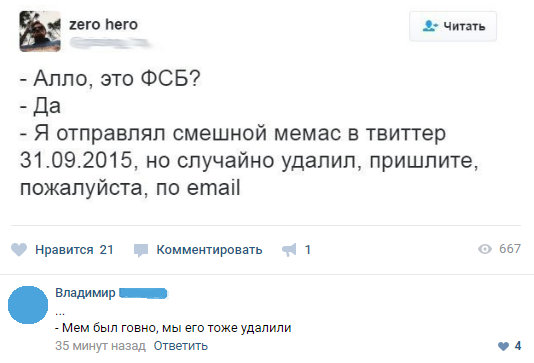 zero hero
Читать
- Алло, это ФСБ?
- Да
- Я отправлял смешной мемас в твиттер
31.09.2015, но случайно удалил, пришлите,
пожалуйста, по email
Нравится 21 Комментировать 1 667
Владимир
...
- Мем был говно, мы его тоже удалили
35 минут назад Ответить 4